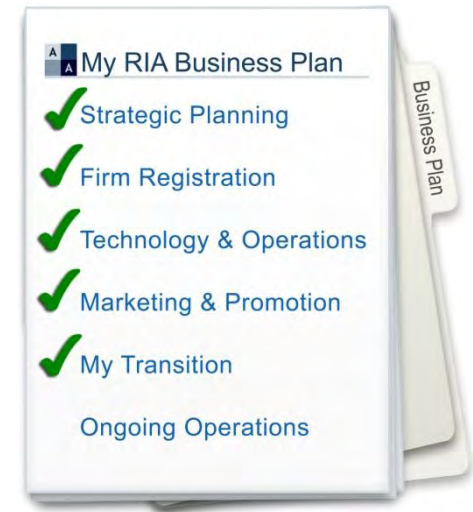 A
A
My RIA Business Plan
Strategic Planning
Firm Registration
Technology & Operations
Marketing & Promotion
My Transition
Ongoing Operations
Business Plan